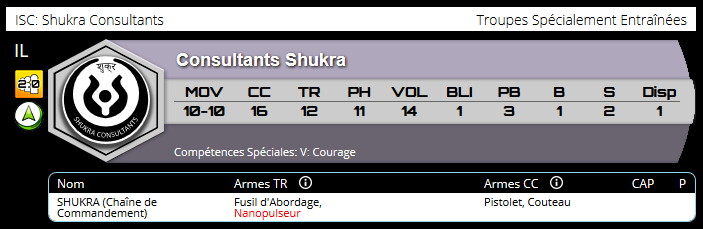 ISC: Shukra Consultants Troupes Spécialement Entraînées
IL
Consultants Shukra
शुक्र
SHUKRA CONSULTANTS
MOV CC TR PH VOL BLI PB B S Disp
10-10 16 12 11 14 1 3 1 2 1
Compétences Spéciales: V: Courage
Nom Armes TR Armes CC CAP P
SHUKRA (Chaîne de Fusil d'Abordage, Pistolet, Couteau
Commandement) Nanopulseur